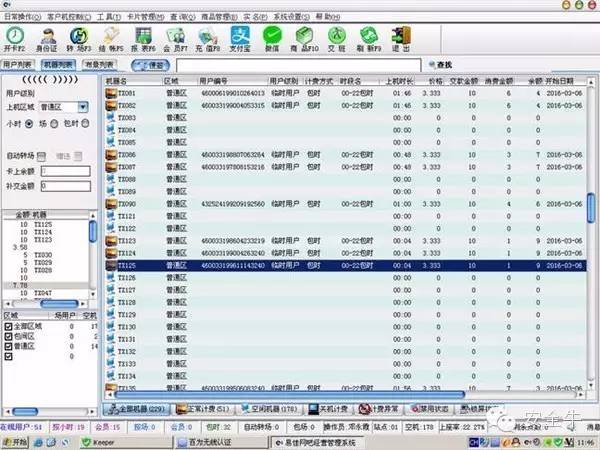 日常操作(D) 客户机控制(C) 工具(T) 卡片管理(M) 查询(Q) 商品管理(B) 实名(P) 系统设置(S) 帮助(H)
开卡F2 身份证 转场F3 结帐F5 报表F6 会员F7 充值F8 支付宝 微信 商品F10 交班 刷新F9 退出
用户列表 机器列表 布景列表 便签 查找
用户级别
上机区域 普通区
小时 场 包时
自动转场 赠送
卡上余额
补交金额 0
金额 机器
10 TX125
10 TX124
10 TX123
3.58
5 TX030
5 TX029
10 TX028
10
7.78
10 TX047
区域 场用户 空机
全部区域 0 17
包间区 0 2
普通区 0 14
0
机器名 区域 用户编号 用户级别 计费方式 时段名 上机时长 价格 交款金额 消费金额 余额 开始日期
TX081 普通区 460006199010264013 临时用户 包时 00-22包时 01:46 3.333 10 6 4 2016-03-06
TX082 普通区 460033199004053315 临时用户 包时 00-22包时 01:46 3.333 10 6 4 2016-03-06
TX083 普通区 00:00 0 0 0
TX084 普通区 00:00 0 0 0
TX085 普通区 00:00 0 0 0
TX086 普通区 460033198807063264 临时用户 包时 00-22包时 00:48 3.333 10 3 7 2016-03-06
TX087 普通区 460033197808153216 临时用户 包时 00-22包时 00:48 3.333 10 3 7 2016-03-06
TX088 普通区 00:00 0 0 0
TX089 普通区 00:00 0 0 0
TX090 普通区 432524199209192560 临时用户 包时 00-22包时 01:00 3.333 10 4 6 2016-03-06
TX121 普通区 00:00 0 0 0
TX122 普通区 00:00 0 0 0
TX123 普通区 460033198604233219 临时用户 包时 00-22包时 00:04 3.333 10 1 9 2016-03-06
TX124 普通区 460033199004263240 临时用户 包时 00-22包时 00:04 3.333 10 1 9 2016-03-06
TX125 普通区 460033199611143240 临时用户 包时 00-22包时 00:04 3.333 10 1 9 2016-03-06
TX126 普通区 00:00 0 0 0
TX127 普通区 00:00 0 0 0
TX128 普通区 00:00 0 0 0
TX129 普通区 00:00 0 0 0
TX130 普通区 00:00 0 0 0
TX131 普通区 00:00 0 0 0
TX132 普通区 00:00 0 0 0
TX133 普通区 00:00 0 0 0
TX134 普通区 00:00 0 0 0
TX135 普通区 460033199506083240 临时用户 包时 00-22包时 01:56 3.333 10 7 3 2016-03-06
全部机器(229) 正常计费(51) 空闲机器(178) 关机计费 计费异常 禁用状态 锁屏
在线用户:51 按小时:19 会员:15 按场:0 会员:0 包时:32 自动转场:0 包场:0 操作员:邓永霞 站点:01 空机:178 上座率:22.27% 剩余点数:0
安全牛
开始 Keeper 百为无线认证 易佳网吧经营管理系统 CH 11:46